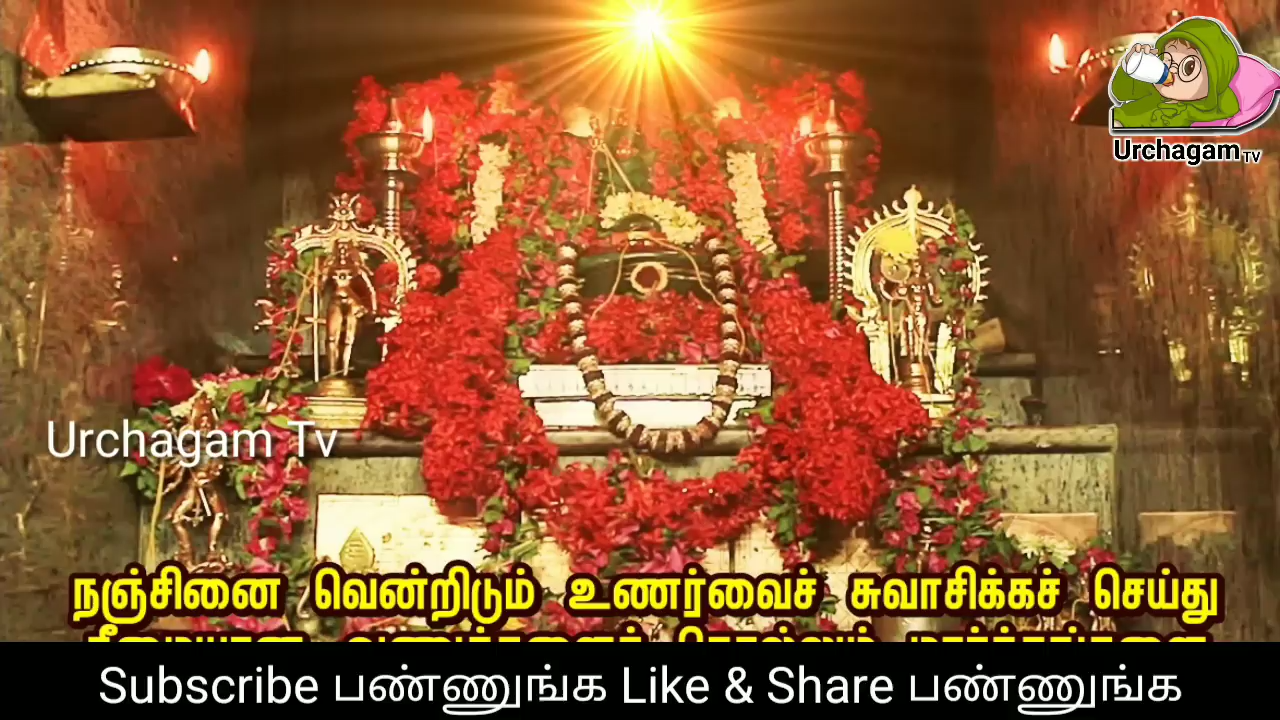 Urchagam TV
Urchagam Tv
நஞ்சினை வென்றிடும் உணர்வைச் சுவாசிக்கச் செய்து
Subscribe பண்ணுங்க Like & Share பண்ணுங்க